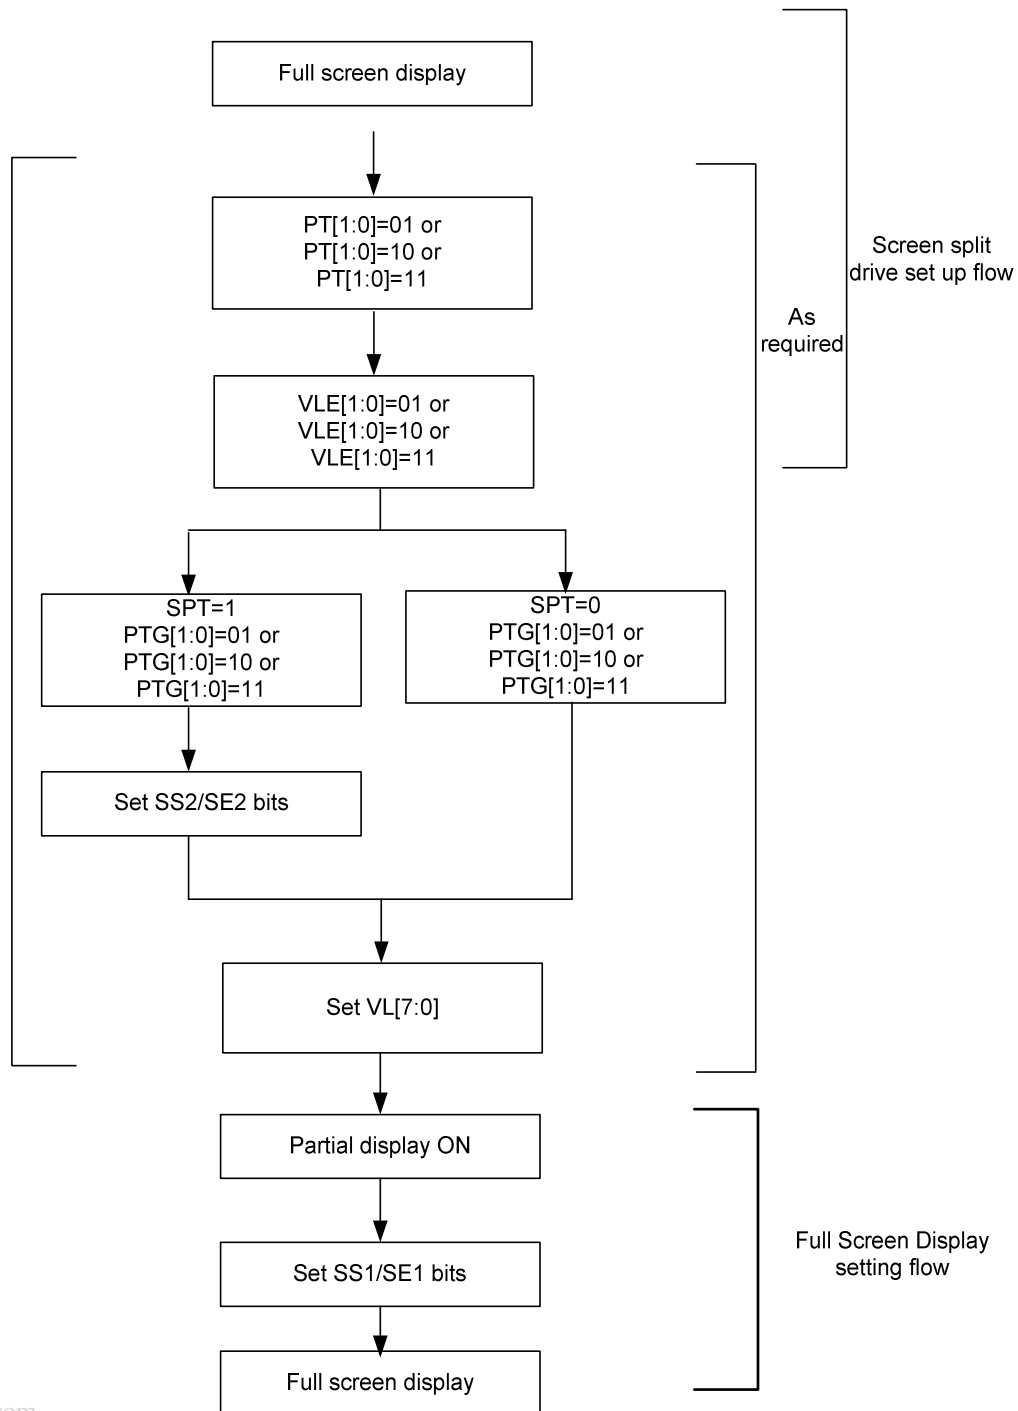 Full screen display
PT[1:0]=01 or
PT[1:0]=10 or
PT[1:0]=11
Screen split
drive set up flow
As
required
VLE[1:0]=01 or
VLE[1:0]=10 or
VLE[1:0]=11
SPT=1
PTG[1:0]=01 or
PTG[1:0]=10 or
PTG[1:0]=11
SPT=0
PTG[1:0]=01 or
PTG[1:0]=10 or
PTG[1:0]=11
Set SS2/SE2 bits
Set VL[7:0]
Partial display ON
Set SS1/SE1 bits
Full Screen Display
setting flow
Full screen display